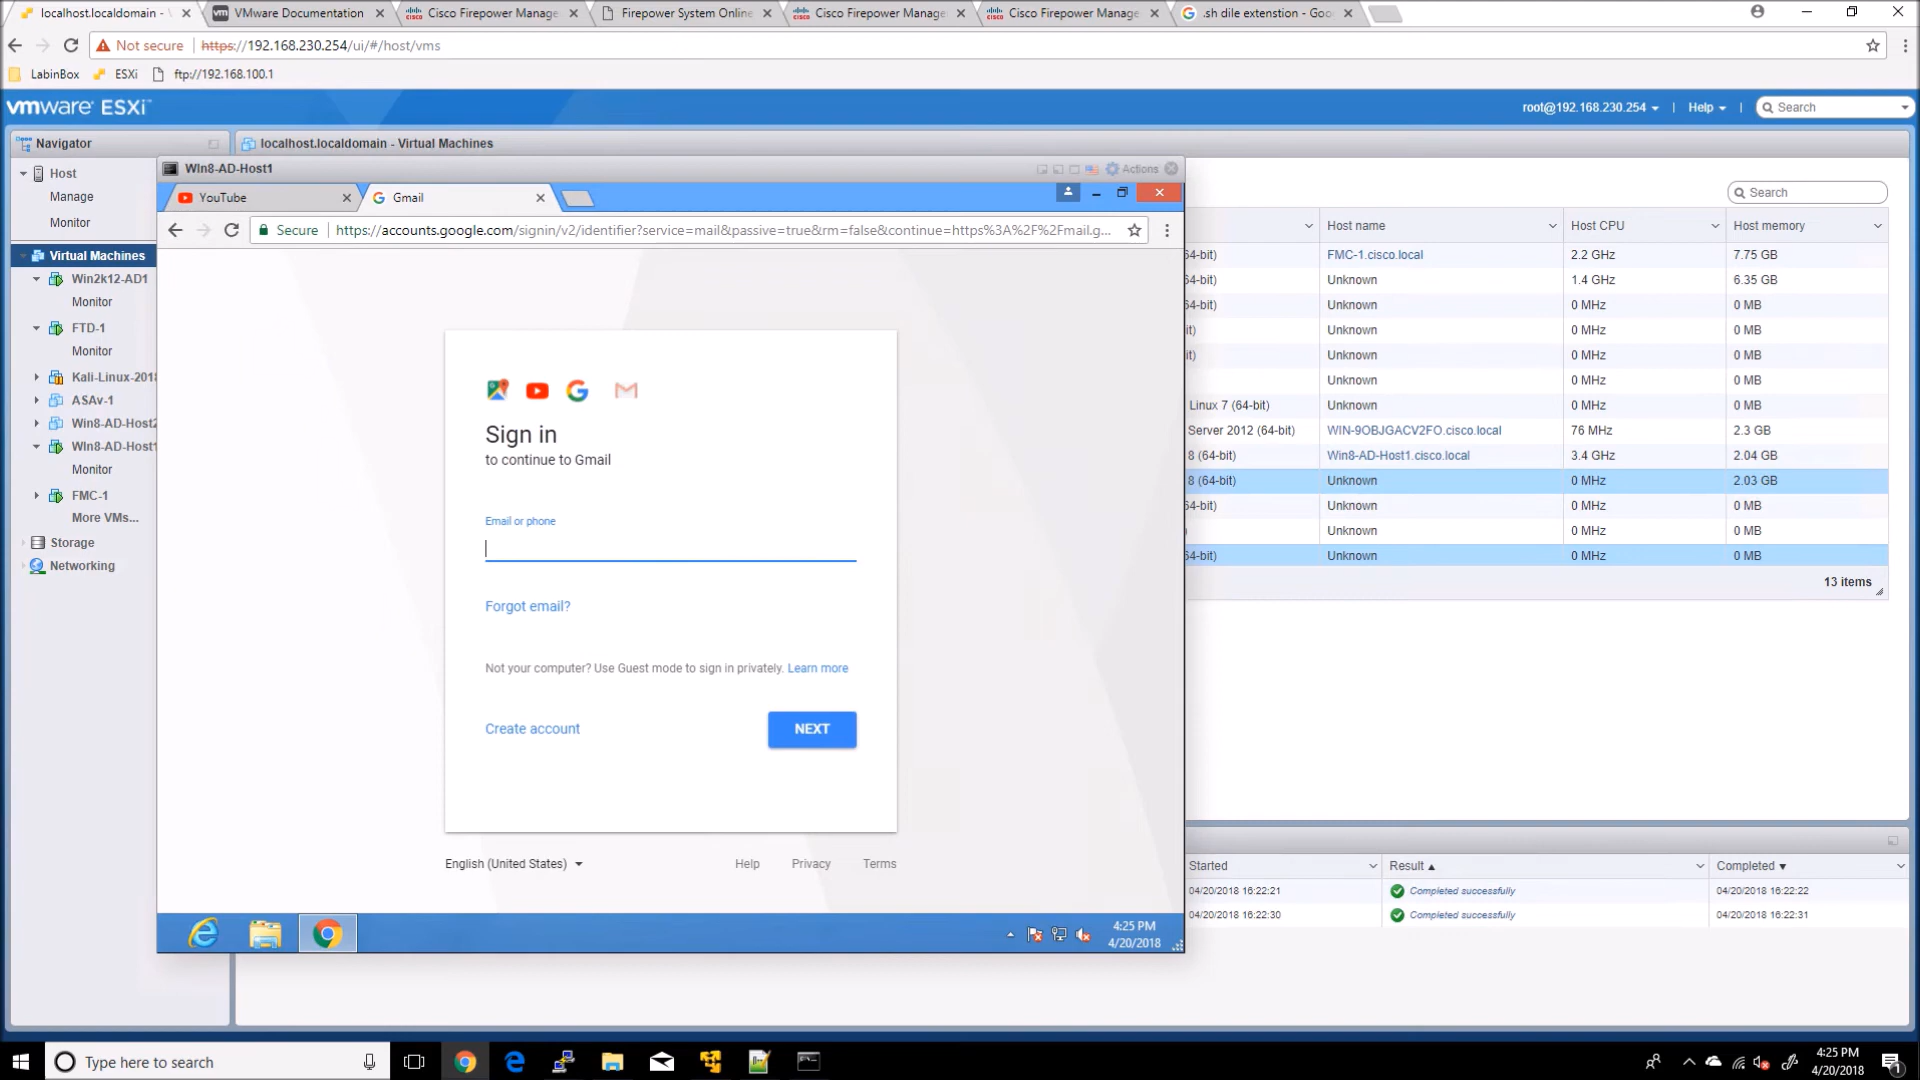 localhost.localdomain - V
VMware Documentation
Cisco Firepower Manage
Firepower System Online
Cisco Firepower Manage
Cisco Firepower Manage
.sh dile extenstion - Goo
Not secure
https://192.168.230.254/ui/#/host/vms
LabinBox
ESXi
ftp://192.168.100.1
vmware ESXi
root@192.168.230.254
Help
Search
Navigator
localhost.localdomain - Virtual Machines
Host
Manage
Monitor
Virtual Machines
Win2k12-AD1
Monitor
FTD-1
Monitor
Kali-Linux-201
ASAv-1
Win8-AD-Host2
WIn8-AD-Host1
Monitor
FMC-1
More VMs...
Storage
Networking
WIn8-AD-Host1
Actions
YouTube
Gmail
Secure
https://accounts.google.com/signin/v2/identifier?service=mail&passive=true&rm=false&continue=https%3A%2F%2Fmail.g...
Sign in
to continue to Gmail
Email or phone
Forgot email?
Not your computer? Use Guest mode to sign in privately. Learn more
Create account
NEXT
English (United States)
Help
Privacy
Terms
4:25 PM
4/20/2018
Search
Host name
Host CPU
Host memory
64-bit) FMC-1.cisco.local 2.2 GHz 7.75 GB
64-bit) Unknown 1.4 GHz 6.35 GB
64-bit) Unknown 0 MHz 0 MB
it) Unknown 0 MHz 0 MB
it) Unknown 0 MHz 0 MB
Unknown 0 MHz 0 MB
Linux 7 (64-bit) Unknown 0 MHz 0 MB
Server 2012 (64-bit) WIN-9OBJGACV2FO.cisco.local 76 MHz 2.3 GB
8 (64-bit) Win8-AD-Host1.cisco.local 3.4 GHz 2.04 GB
8 (64-bit) Unknown 0 MHz 2.03 GB
Unknown 0 MHz 0 MB
) Unknown 0 MHz 0 MB
64-bit) Unknown 0 MHz 0 MB
13 items
Started Result Completed
04/20/2018 16:22:21 Completed successfully 04/20/2018 16:22:22
04/20/2018 16:22:30 Completed successfully 04/20/2018 16:22:31
Type here to search
4:25 PM
4/20/2018
1